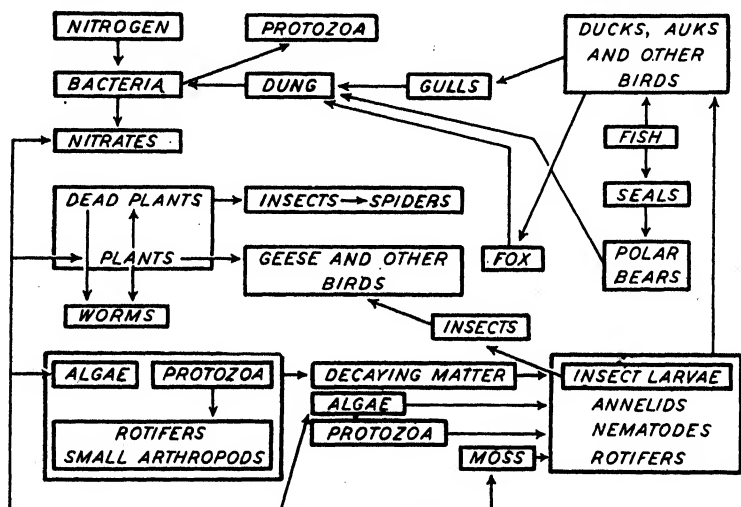 NITROGEN
PROTOZOA
DUCKS, AUKS
AND OTHER
BIRDS
BACTERIA
DUNG
GULLS
NITRATES
FISH
DEAD PLANTS
INSECTS
SPIDERS
SEALS
PLANTS
GEESE AND OTHER
BIRDS
FOX
POLAR
BEARS
WORMS
INSECTS
ALGAE
PROTOZOA
DECAYING MATTER
INSECT LARVAE
ALGAE
ANNELIDS
ROTIFERS
SMALL ARTHROPODS
PROTOZOA
NEMATODES
MOSS
ROTIFERS